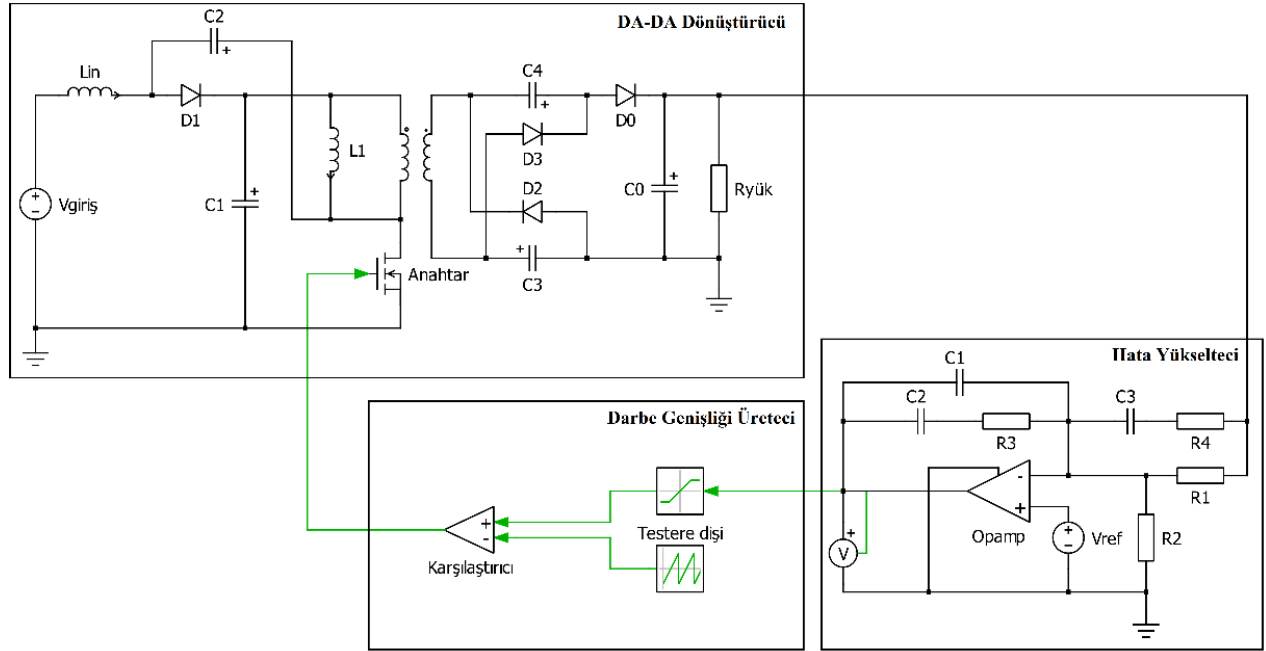 DA-DA Dönüştürücü
C2
+
Lin
D1
C1
+
L1
Vgiriş
+
Anahtar
C4
+
D3
D2
+
C3
D0
C0
+
Ryük
Hata Yükselteci
C1
C2
R3
C3
R4
R1
-
+
Opamp
+
Vref
R2
+
V
Darbe Genişliği Üreteci
Testere dişi
+
-
Karşılaştırıcı